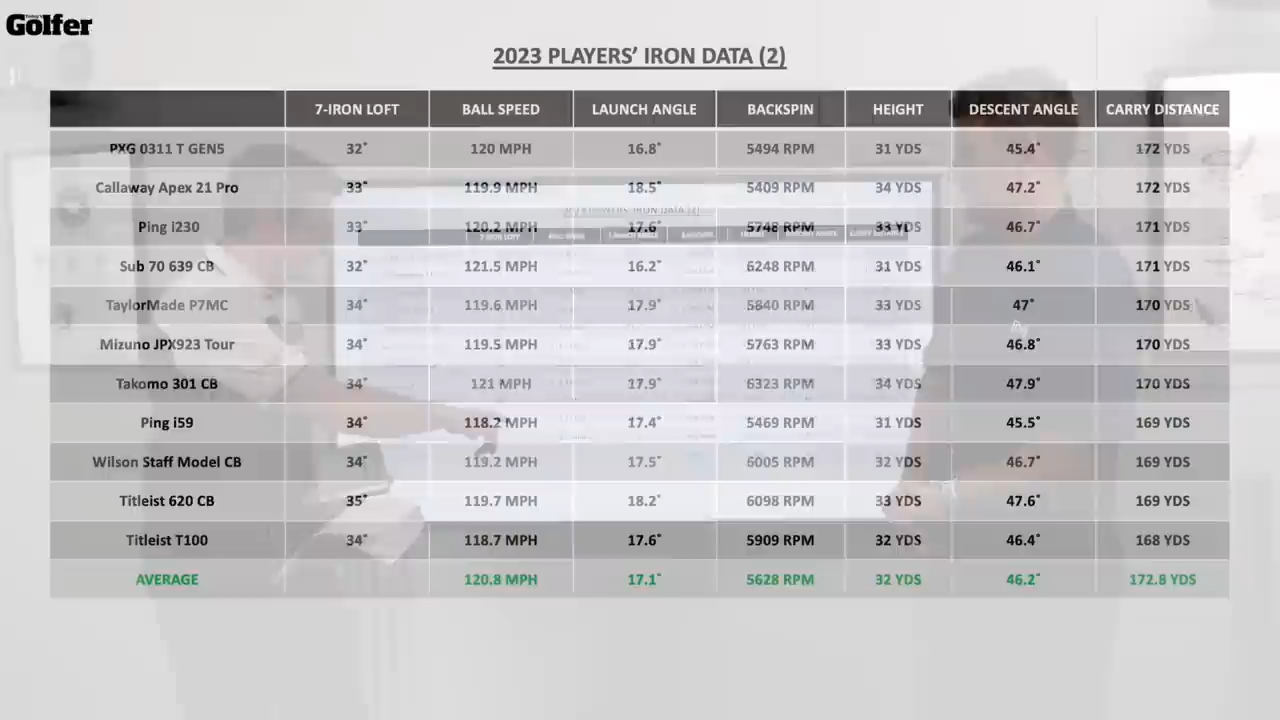 Today's
Golfer
2023 PLAYERS' IRON DATA (2)
7-IRON LOFT BALL SPEED LAUNCH ANGLE BACKSPIN HEIGHT DESCENT ANGLE CARRY DISTANCE
PXG 0311 T GEN5 32˚ 120 MPH 16.8˚ 5494 RPM 31 YDS 45.4˚ 172 YDS
Callaway Apex 21 Pro 33˚ 119.9 MPH 18.5˚ 5409 RPM 34 YDS 47.2˚ 172 YDS
Ping i230 33˚ 120.2 MPH 17.6˚ 5748 RPM 33 YDS 46.7˚ 171 YDS
Sub 70 639 CB 32˚ 121.5 MPH 16.2˚ 6248 RPM 31 YDS 46.1˚ 171 YDS
TaylorMade P7MC 34˚ 119.6 MPH 17.9˚ 5840 RPM 33 YDS 47˚ 170 YDS
Mizuno JPX923 Tour 34˚ 119.5 MPH 17.9˚ 5763 RPM 33 YDS 46.8˚ 170 YDS
Takomo 301 CB 34˚ 121 MPH 17.9˚ 6323 RPM 34 YDS 47.9˚ 170 YDS
Ping i59 34˚ 118.2 MPH 17.4˚ 5469 RPM 31 YDS 45.5˚ 169 YDS
Wilson Staff Model CB 34˚ 119.2 MPH 17.5˚ 6005 RPM 32 YDS 46.7˚ 169 YDS
Titleist 620 CB 35˚ 119.7 MPH 18.2˚ 6098 RPM 33 YDS 47.6˚ 169 YDS
Titleist T100 34˚ 118.7 MPH 17.6˚ 5909 RPM 32 YDS 46.4˚ 168 YDS
AVERAGE 120.8 MPH 17.1˚ 5628 RPM 32 YDS 46.2˚ 172.8 YDS